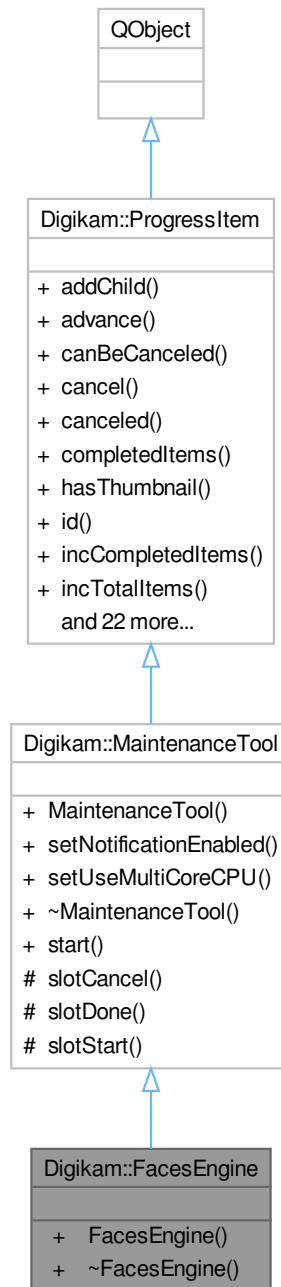 QObject
Digikam::ProgressItem
+ addChild()
+ advance()
+ canBeCanceled()
+ cancel()
+ canceled()
+ completedItems()
+ hasThumbnail()
+ id()
+ incCompletedItems()
+ incTotalItems()
and 22 more...
Digikam::MaintenanceTool
+ MaintenanceTool()
+ setNotificationEnabled()
+ setUseMultiCoreCPU()
+ ~MaintenanceTool()
+ start()
# slotCancel()
# slotDone()
# slotStart()
Digikam::FacesEngine
+ FacesEngine()
+ ~FacesEngine()